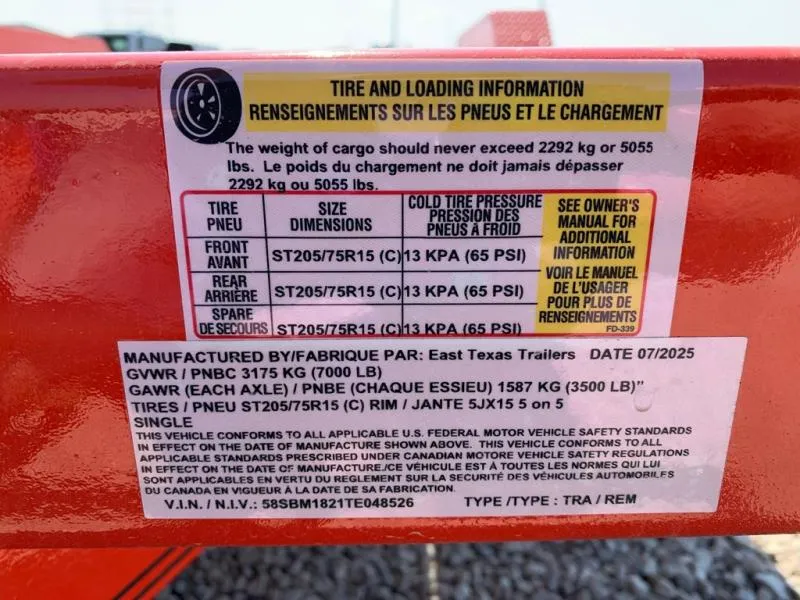 TIRE AND LOADING INFORMATION
RENSEIGNEMENTS SUR LES PNEUS ET LE CHARGEMENT
The weight of cargo should never exceed 2292 kg or 5055
lbs. Le poids du chargement ne doit jamais dépasser
2292 kg ou 5055 lbs.
TIRE PNEU
SIZE DIMENSIONS
COLD TIRE PRESSURE PRESSION DES PNEUS À FROID
FRONT AVANT ST205/75R15 (C) 13 KPA (65 PSI)
REAR ARRIÈRE ST205/75R15 (C) 13 KPA (65 PSI)
SPARE DE SECOURS ST205/75R15 (C) 13 KPA (65 PSI)
SEE OWNER'S
MANUAL FOR
ADDITIONAL
INFORMATION
VOIR LE MANUEL
DE L'USAGER
POUR PLUS DE
RENSEIGNEMENTS
FD-339
MANUFACTURED BY/FABRIQUE PAR: East Texas Trailers DATE 07/2025
GVWR / PNBC 3175 KG (7000 LB)
GAWR (EACH AXLE) / PNBE (CHAQUE ESSIEU) 1587 KG (3500 LB)"
TIRES / PNEU ST205/75R15 (C) RIM / JANTE 5JX15 5 on 5
SINGLE
THIS VEHICLE CONFORMS TO ALL APPLICABLE U.S. FEDERAL MOTOR VEHICLE SAFETY STANDARDS
IN EFFECT ON THE DATE OF MANUFACTURE SHOWN ABOVE. THIS VEHICLE CONFORMS TO ALL
APPLICABLE STANDARDS PRESCRIBED UNDER CANADIAN MOTORE VEHICLE SAFETY REGULATIONS
IN EFFECT ON THE DATE OF MANUFACTURE./CE VÉHICULE EST À TOUTES LES NORMES QUI LUI
SONT APPLICABLES EN VERTU DU REGLEMENT SUR LA SECURITÉ DES VÉHICULES AUTOMOBILES
DU CANADA EN VIGUEUR À LA DATE DE SA FABRICATION.
V.I.N. / N.I.V.: 58SBM1821TE048526 TYPE /TYPE : TRA / REM